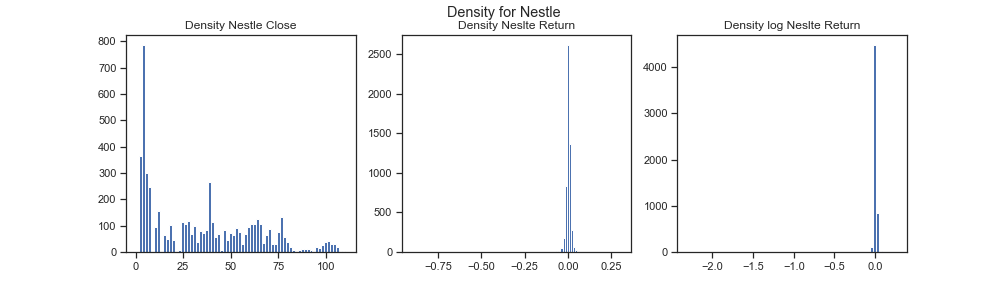 Density for Nestle
Density Nestle Close
Density Neslte Return
Density log Neslte Return
800
700
600
500
400
300
200
100
0
0 25 50 75 100
2500
2000
1500
1000
500
0
−0.75 −0.50 −0.25 0.00 0.25
4000
3000
2000
1000
0
−2.0 −1.5 −1.0 −0.5 0.0